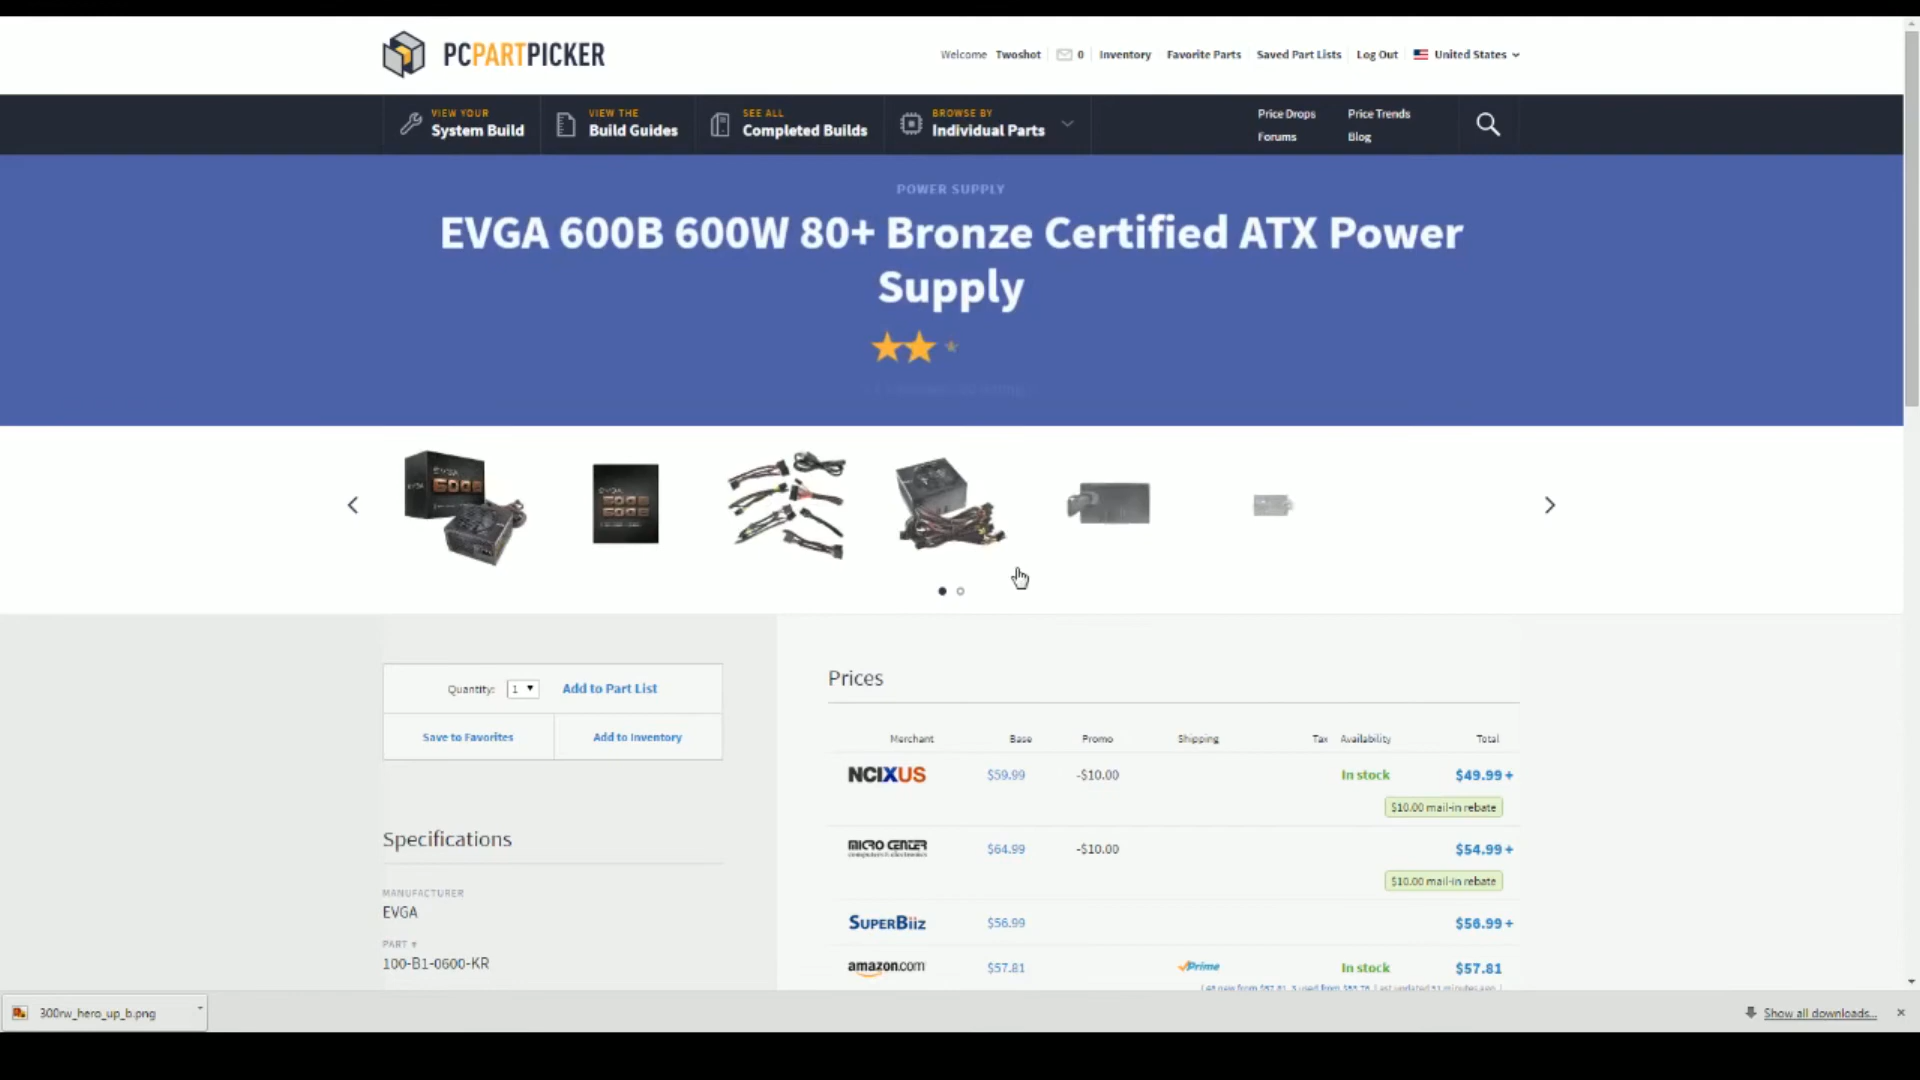 PCPARTPICKER
Welcome Twoshot 0 Inventory Favorite Parts Saved Part Lists Log Out United States
VIEW YOUR
System Build
VIEW THE
Build Guides
SEE ALL
Completed Builds
BROWSE BY
Individual Parts
Price Drops
Price Trends
Forums
Blog
POWER SUPPLY
EVGA 600B 600W 80+ Bronze Certified ATX Power
Supply
Quantity: 1 Add to Part List
Save to Favorites Add to Inventory
Specifications
MANUFACTURER
EVGA
PART #
100-B1-0600-KR
Prices
Merchant Base Promo Shipping Tax Availability Total
NCIXUS $59.99 -$10.00 In stock $49.99+
$10.00 mail-in rebate
MICRO CENTER $64.99 -$10.00 $54.99+
$10.00 mail-in rebate
SUPERBIIZ $56.99 $56.99+
amazon.com $57.81 Prime In stock $57.81
300rw_hero_up_b.png
Show all downloads...